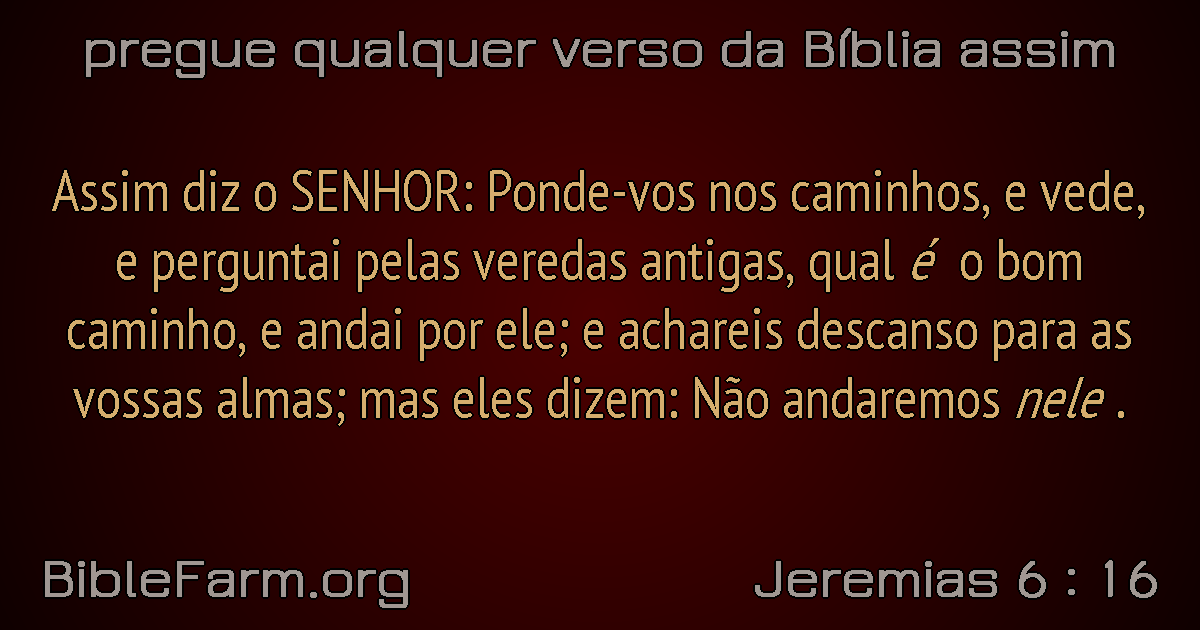 pregue qualquer verso da Bíblia assim
Assim diz o SENHOR: Ponde-vos nos caminhos, e vede,
e perguntai pelas veredas antigas, qual é o bom
caminho, e andai por ele; e achareis descanso para as
vossas almas; mas eles dizem: Não andaremos nele .
BibleFarm.org
Jeremias 6 : 16